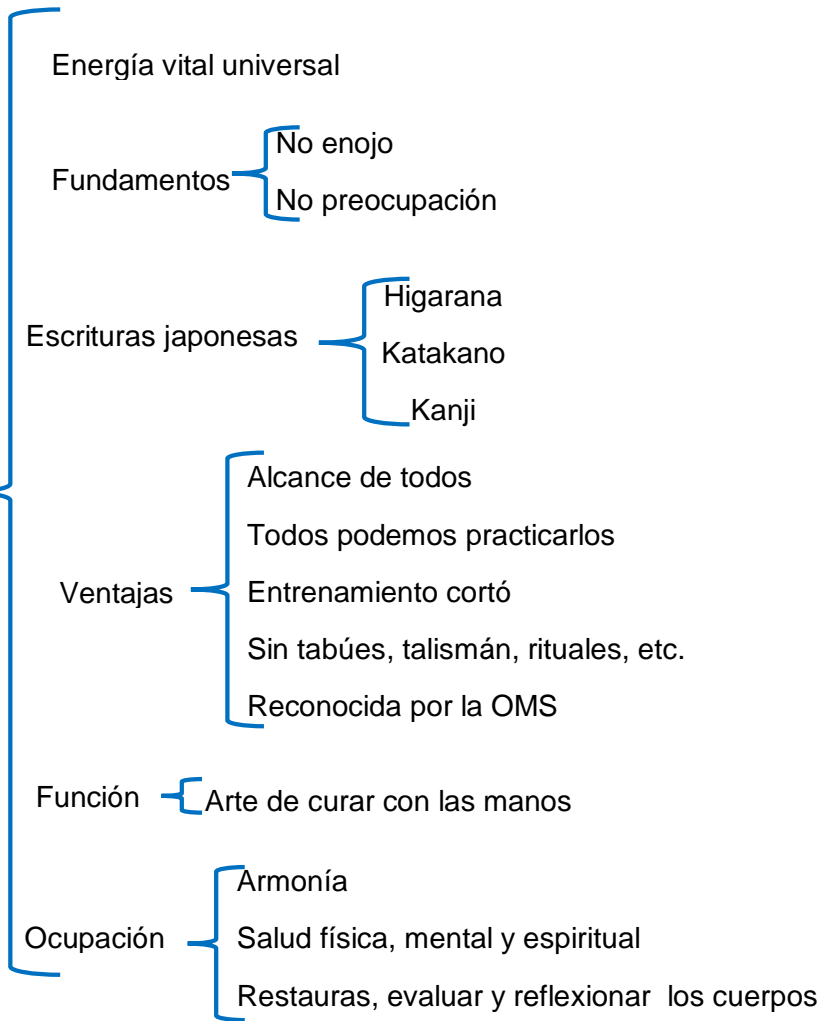 Energía vital universal
Fundamentos
No enojo
No preocupación
Escrituras japonesas
Higarana
Katakano
Kanji
Ventajas
Alcance de todos
Todos podemos practicarlos
Entrenamiento cortó
Sin tabúes, talismán, rituales, etc.
Reconocida por la OMS
Función
Arte de curar con las manos
Ocupación
Armonía
Salud física, mental y espiritual
Restauras, evaluar y reflexionar los cuerpos